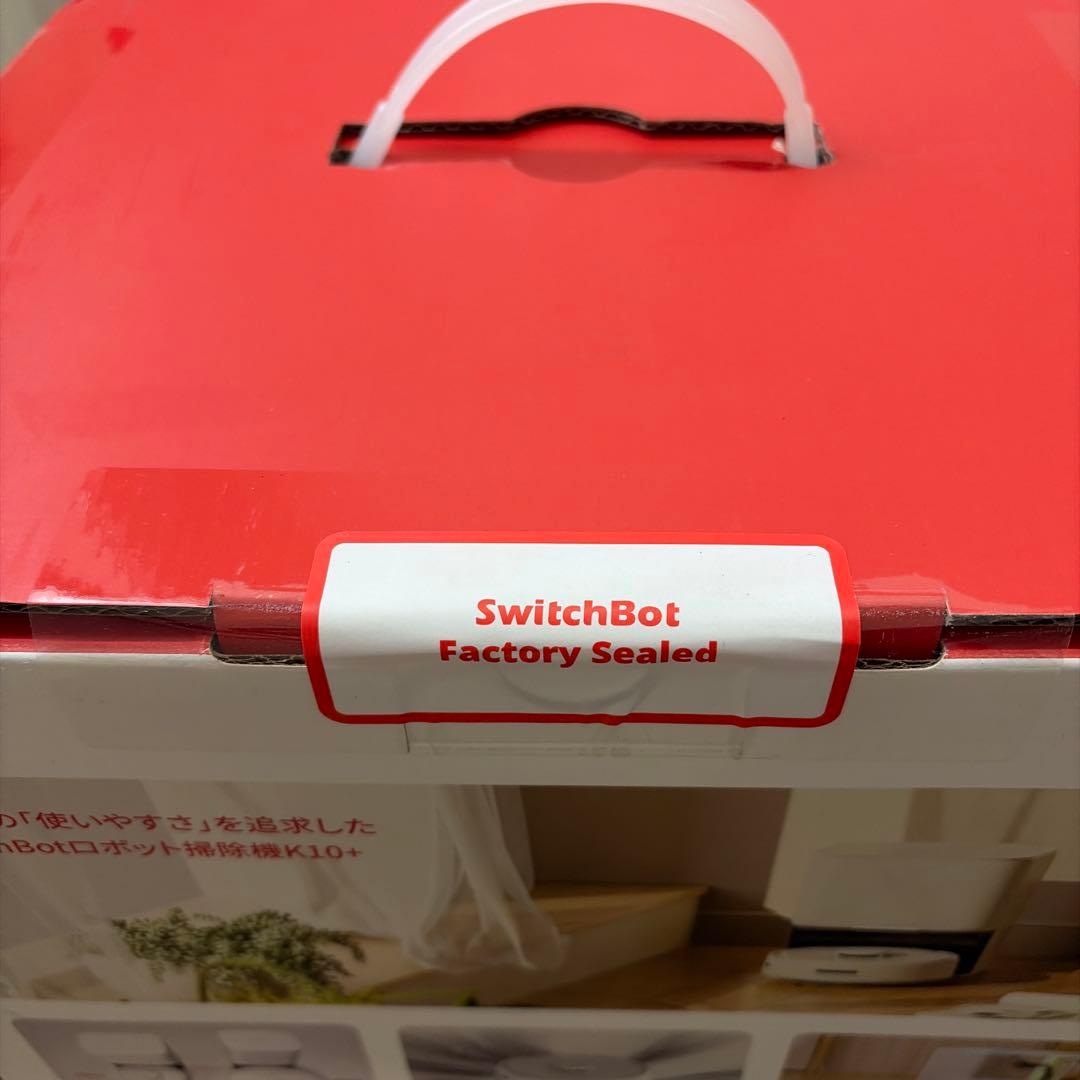 SwitchBot
Factory Sealed
の「使いやすさ」を追求した
hBotロボット掃除機K10+